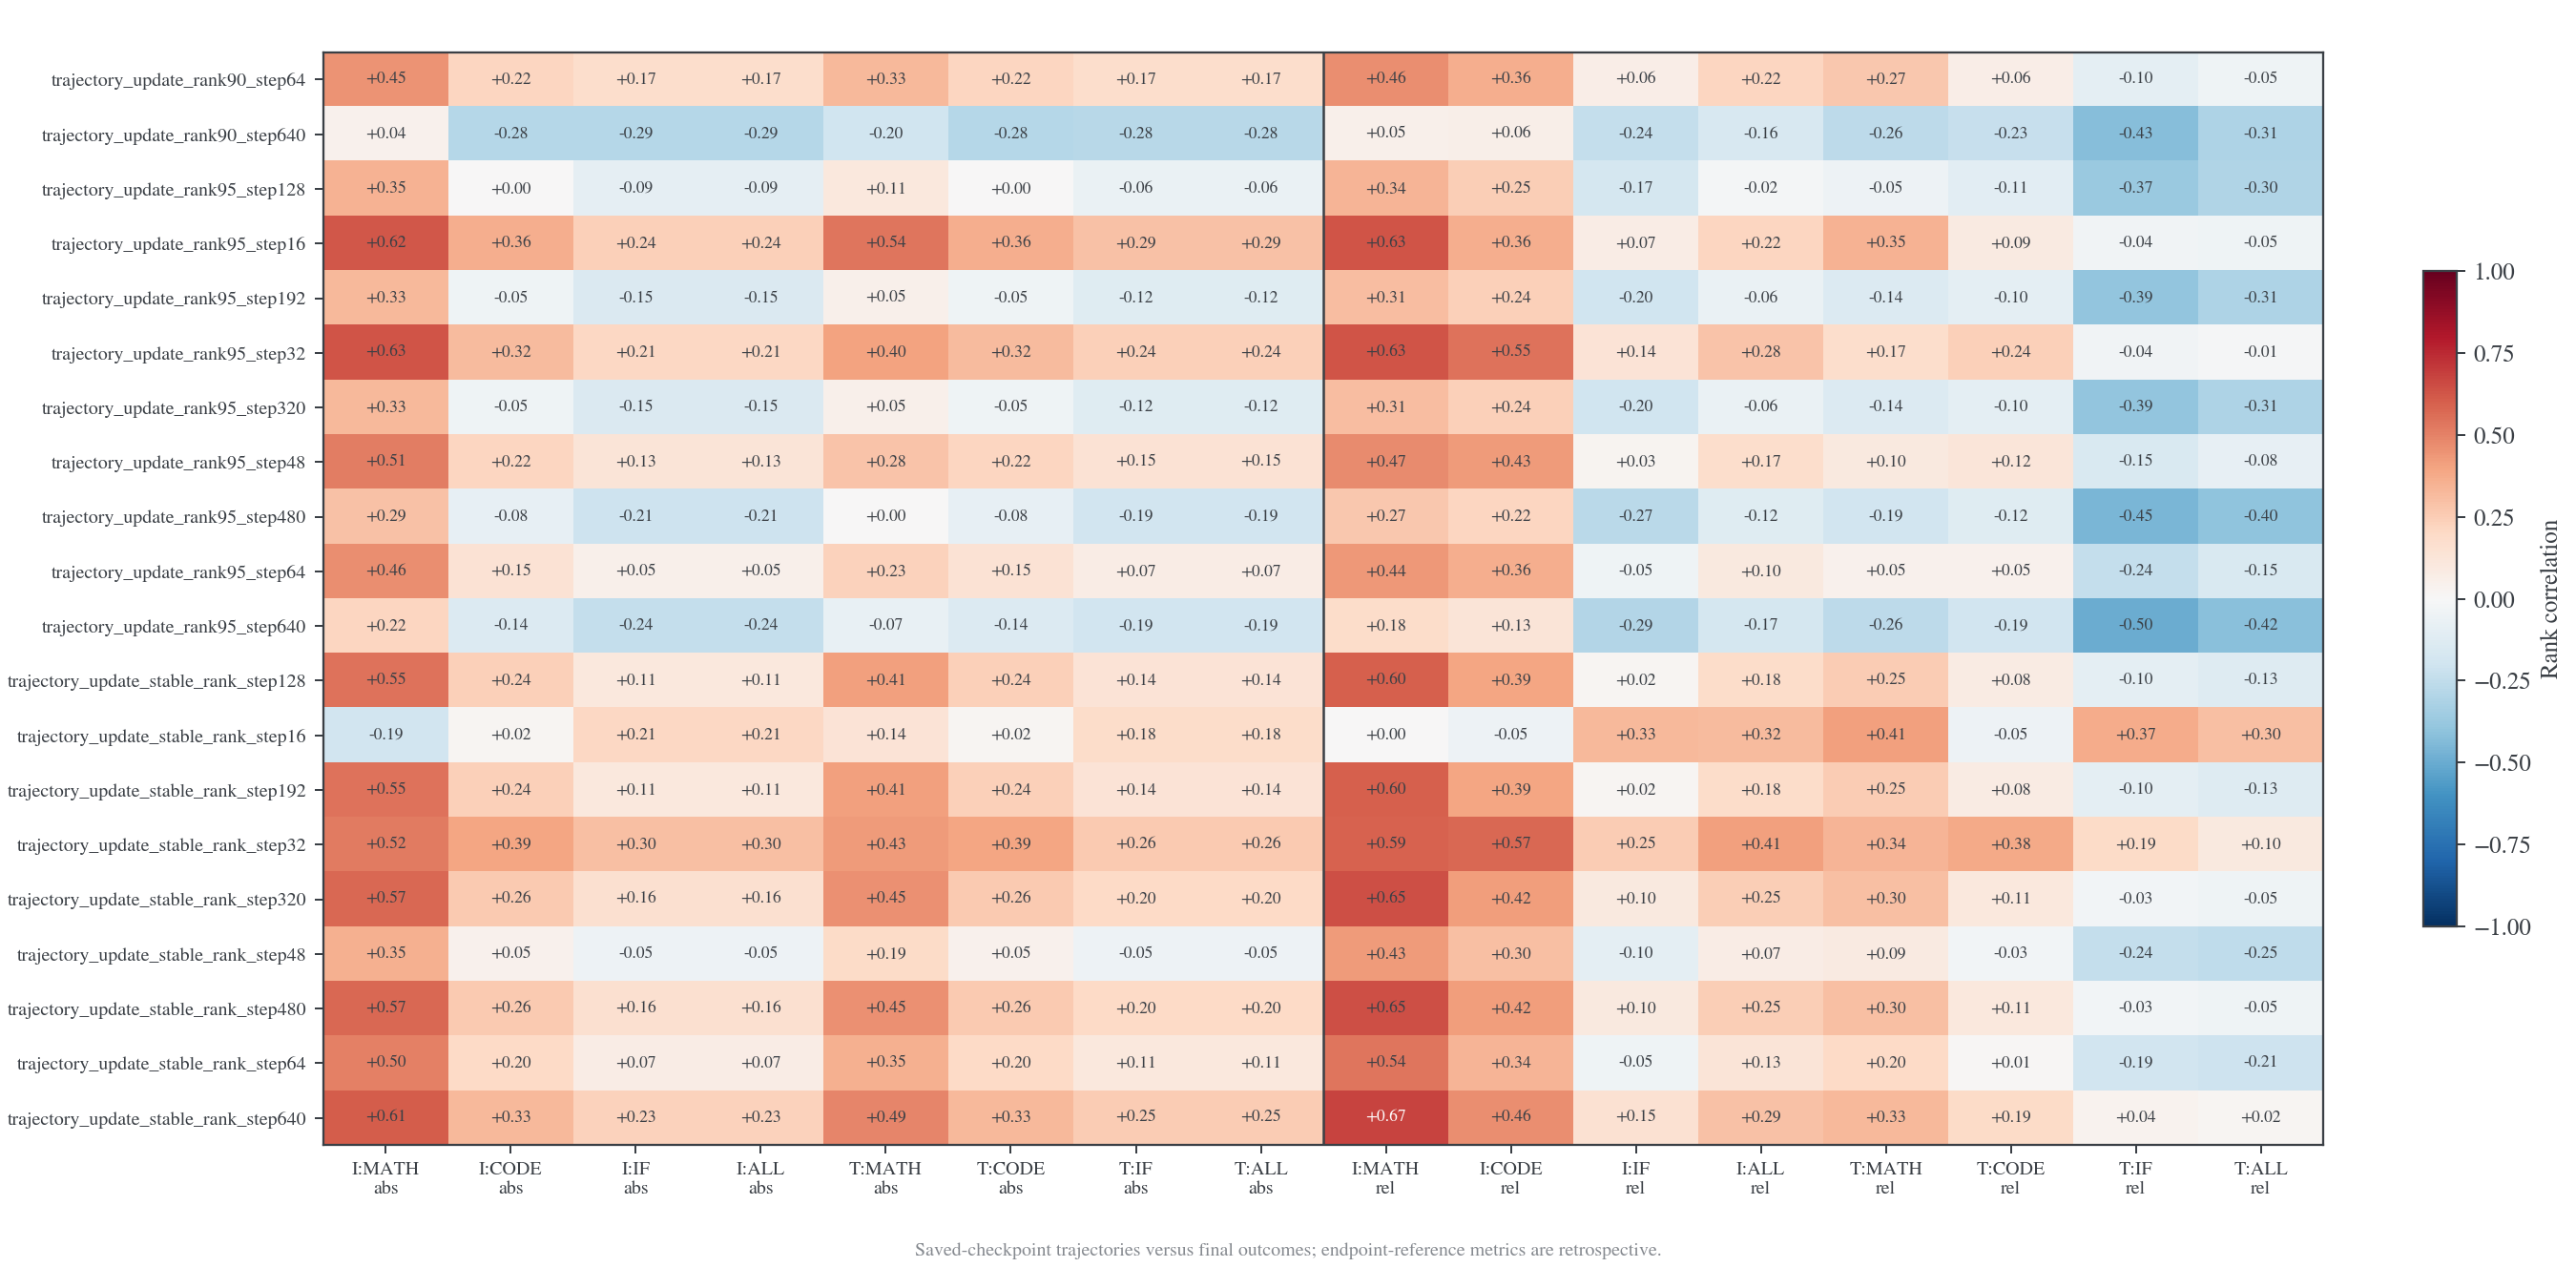 trajectory_update_rank90_step64 +0.45 +0.22 +0.17 +0.17 +0.33 +0.22 +0.17 +0.17 +0.46 +0.36 +0.06 +0.22 +0.27 +0.06 -0.10 -0.05
trajectory_update_rank90_step640 +0.04 -0.28 -0.29 -0.29 -0.20 -0.28 -0.28 -0.28 +0.05 +0.06 -0.24 -0.16 -0.26 -0.23 -0.43 -0.31
trajectory_update_rank95_step128 +0.35 +0.00 -0.09 -0.09 +0.11 +0.00 -0.06 -0.06 +0.34 +0.25 -0.17 -0.02 -0.05 -0.11 -0.37 -0.30
trajectory_update_rank95_step16 +0.62 +0.36 +0.24 +0.24 +0.54 +0.36 +0.29 +0.29 +0.63 +0.36 +0.07 +0.22 +0.35 +0.09 -0.04 -0.05
trajectory_update_rank95_step192 +0.33 -0.05 -0.15 -0.15 +0.05 -0.05 -0.12 -0.12 +0.31 +0.24 -0.20 -0.06 -0.14 -0.10 -0.39 -0.31
trajectory_update_rank95_step32 +0.63 +0.32 +0.21 +0.21 +0.40 +0.32 +0.24 +0.24 +0.63 +0.55 +0.14 +0.28 +0.17 +0.24 -0.04 -0.01
trajectory_update_rank95_step320 +0.33 -0.05 -0.15 -0.15 +0.05 -0.05 -0.12 -0.12 +0.31 +0.24 -0.20 -0.06 -0.14 -0.10 -0.39 -0.31
trajectory_update_rank95_step48 +0.51 +0.22 +0.13 +0.13 +0.28 +0.22 +0.15 +0.15 +0.47 +0.43 +0.03 +0.17 +0.10 +0.12 -0.15 -0.08
trajectory_update_rank95_step480 +0.29 -0.08 -0.21 -0.21 +0.00 -0.08 -0.19 -0.19 +0.27 +0.22 -0.27 -0.12 -0.19 -0.12 -0.45 -0.40
trajectory_update_rank95_step64 +0.46 +0.15 +0.05 +0.05 +0.23 +0.15 +0.07 +0.07 +0.44 +0.36 -0.05 +0.10 +0.05 +0.05 -0.24 -0.15
trajectory_update_rank95_step640 +0.22 -0.14 -0.24 -0.24 -0.07 -0.14 -0.19 -0.19 +0.18 +0.13 -0.29 -0.17 -0.26 -0.19 -0.50 -0.42
trajectory_update_stable_rank_step128 +0.55 +0.24 +0.11 +0.11 +0.41 +0.24 +0.14 +0.14 +0.60 +0.39 +0.02 +0.18 +0.25 +0.08 -0.10 -0.13
trajectory_update_stable_rank_step16 -0.19 +0.02 +0.21 +0.21 +0.14 +0.02 +0.18 +0.18 +0.00 -0.05 +0.33 +0.32 +0.41 -0.05 +0.37 +0.30
trajectory_update_stable_rank_step192 +0.55 +0.24 +0.11 +0.11 +0.41 +0.24 +0.14 +0.14 +0.60 +0.39 +0.02 +0.18 +0.25 +0.08 -0.10 -0.13
trajectory_update_stable_rank_step32 +0.52 +0.39 +0.30 +0.30 +0.43 +0.39 +0.26 +0.26 +0.59 +0.57 +0.25 +0.41 +0.34 +0.38 +0.19 +0.10
trajectory_update_stable_rank_step320 +0.57 +0.26 +0.16 +0.16 +0.45 +0.26 +0.20 +0.20 +0.65 +0.42 +0.10 +0.25 +0.30 +0.11 -0.03 -0.05
trajectory_update_stable_rank_step48 +0.35 +0.05 -0.05 -0.05 +0.19 +0.05 -0.05 -0.05 +0.43 +0.30 -0.10 +0.07 +0.09 -0.03 -0.24 -0.25
trajectory_update_stable_rank_step480 +0.57 +0.26 +0.16 +0.16 +0.45 +0.26 +0.20 +0.20 +0.65 +0.42 +0.10 +0.25 +0.30 +0.11 -0.03 -0.05
trajectory_update_stable_rank_step64 +0.50 +0.20 +0.07 +0.07 +0.35 +0.20 +0.11 +0.11 +0.54 +0.34 -0.05 +0.13 +0.20 +0.01 -0.19 -0.21
trajectory_update_stable_rank_step640 +0.61 +0.33 +0.23 +0.23 +0.49 +0.33 +0.25 +0.25 +0.67 +0.46 +0.15 +0.29 +0.33 +0.19 +0.04 +0.02
I:MATH I:CODE I:IF I:ALL T:MATH T:CODE T:IF T:ALL I:MATH I:CODE I:IF I:ALL T:MATH T:CODE T:IF T:ALL
abs abs abs abs abs abs abs abs rel rel rel rel rel rel rel rel
1.00
0.75
0.50
0.25
0.00
−0.25
−0.50
−0.75
−1.00
Rank correlation
Saved-checkpoint trajectories versus final outcomes; endpoint-reference metrics are retrospective.